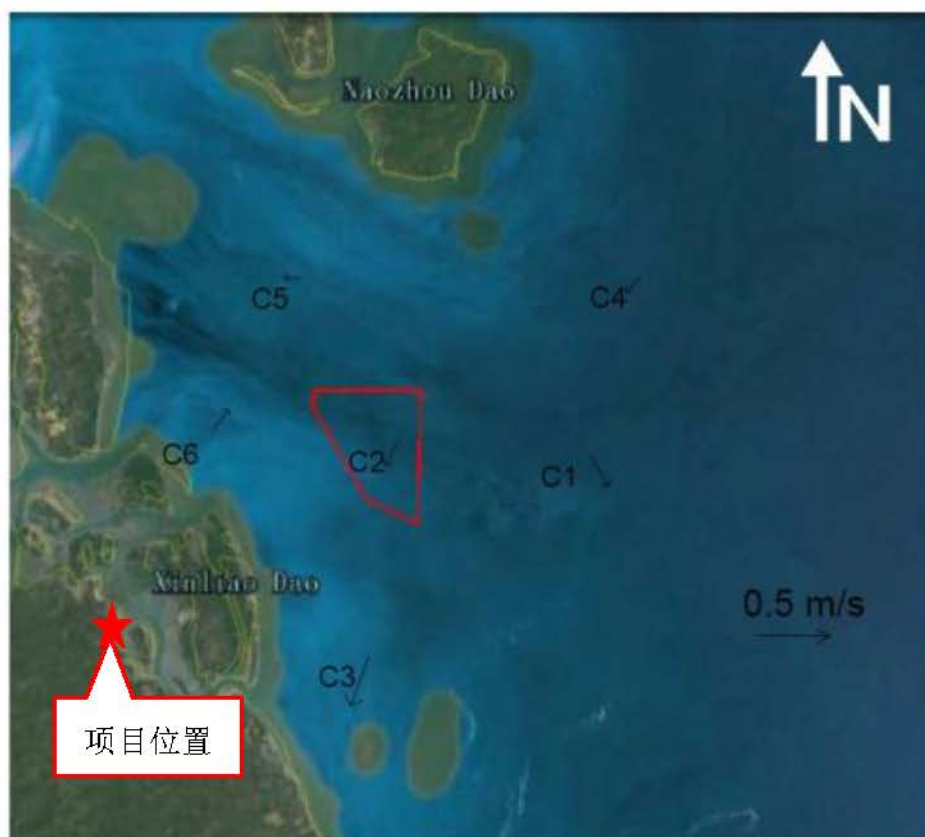 Naozhou Dao
N
C5
C4
C6
C2
C1
Xinliao Dao
0.5 m/s
C3
项目位置